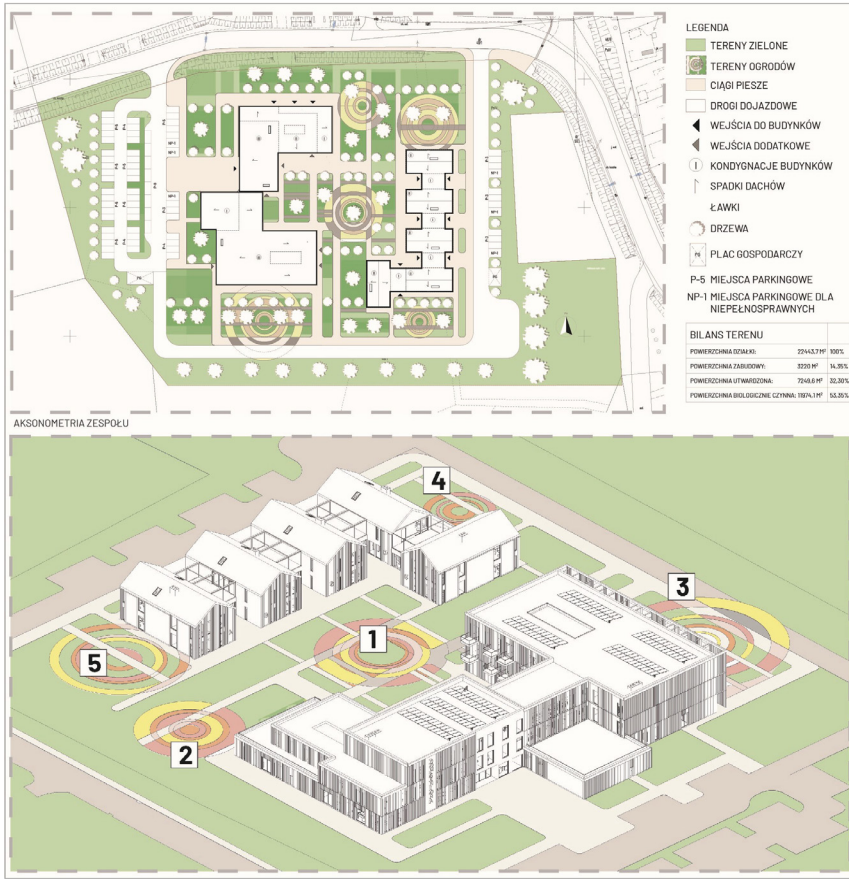 LEGENDA
TERENY ZIELONE
TERENY OGRODÓW
CIĄGI PIESZE
DROGI DOJAZDOWE
WEJŚCIA DO BUDYNKÓW
WEJŚCIA DODATKOWE
I KONDYGNACJE BUDYNKÓW
SPADKI DACHÓW
ŁAWKI
DRZEWA
PG PLAC GOSPODARCZY
P-5 MIEJSCA PARKINGOWE
NP-1 MIEJSCA PARKINGOWE DLA
NIEPEŁNOSPRAWNYCH
BILANS TERENU
POWIERZCHNIA DZIAŁKI: 22443.7 M² 100%
POWIERZCHNIA ZABUDOWY: 3220 M² 14,35%
POWIERZCHNIA UTWARDZONA: 7249,6 M² 32,30%
POWIERZCHNIA BIOLOGICZNIE CZYNNA: 11974,1 M² 53,35%
AKSONOMETRIA ZESPOŁU
4
3
1
5
2